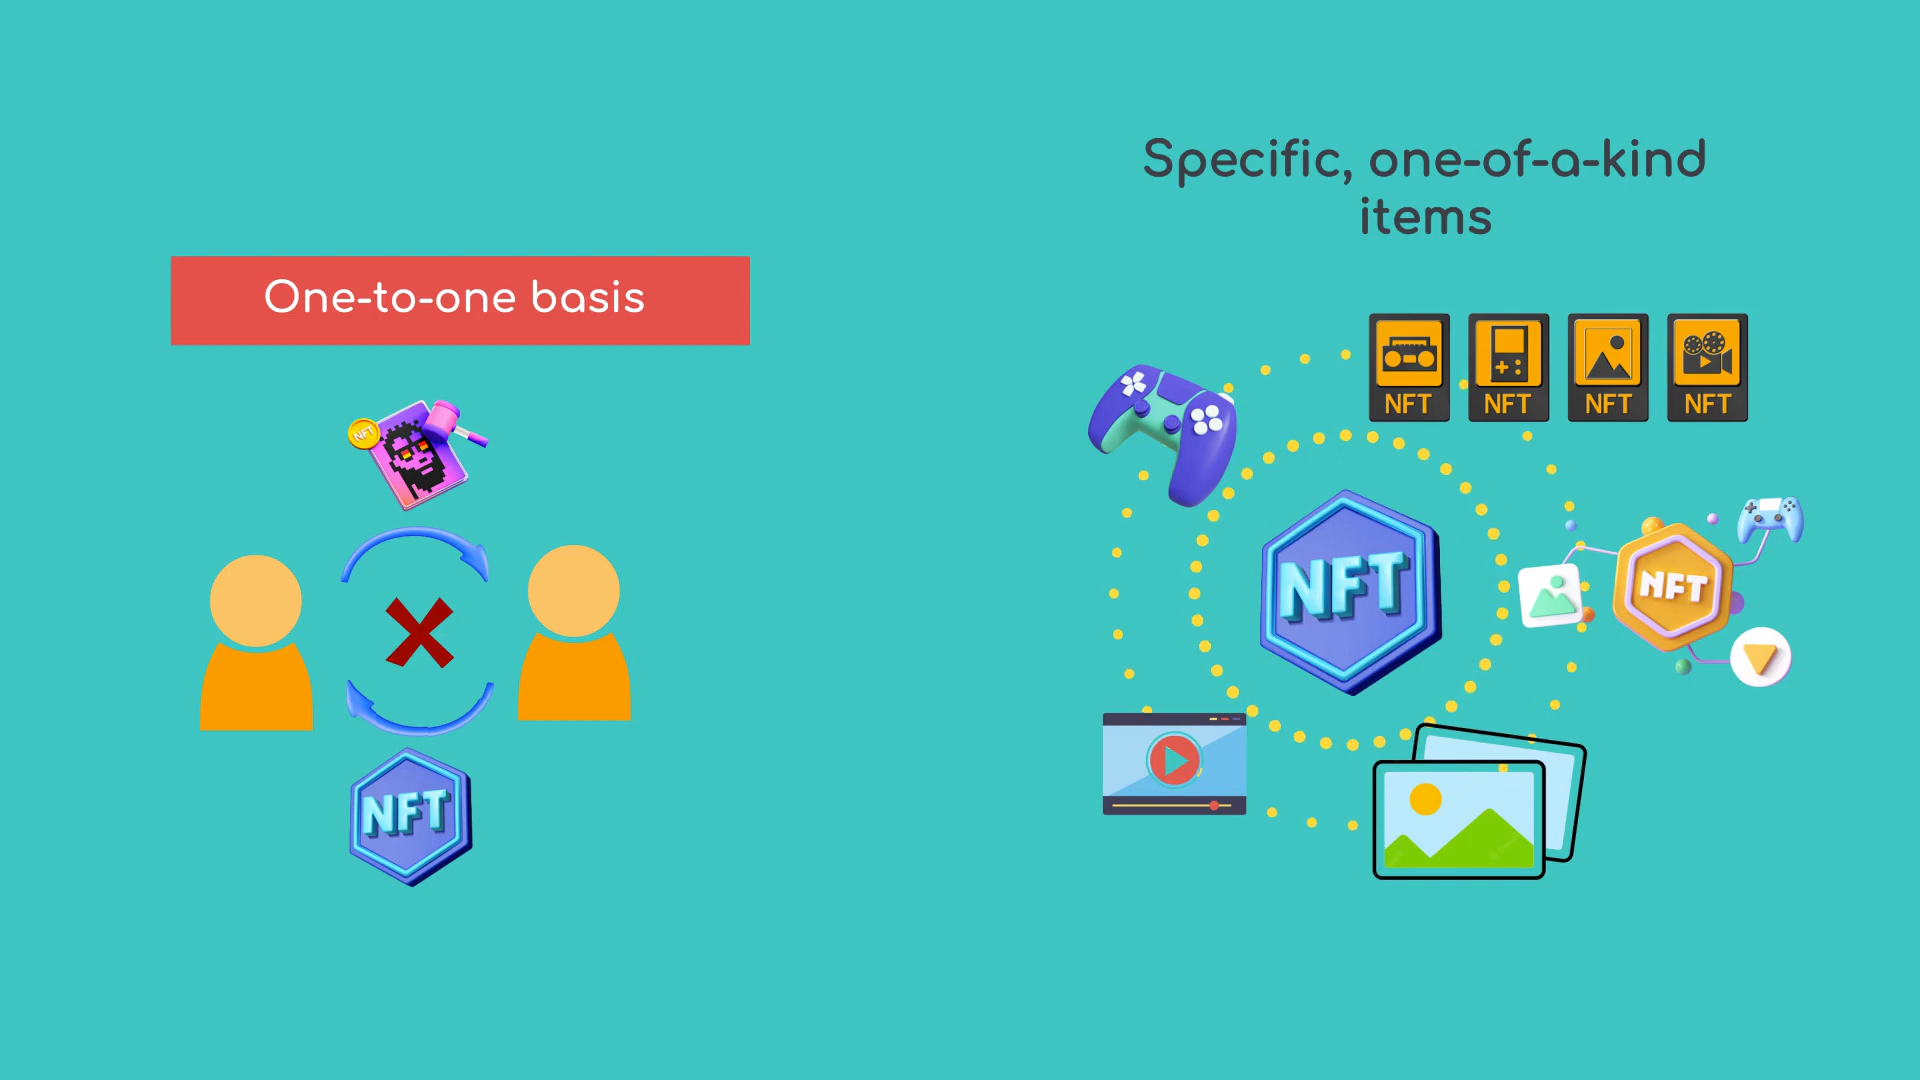 One-to-one basis
NFT
NFT
Specific, one-of-a-kind
items
NFT
NFT
NFT
NFT
NFT
NFT